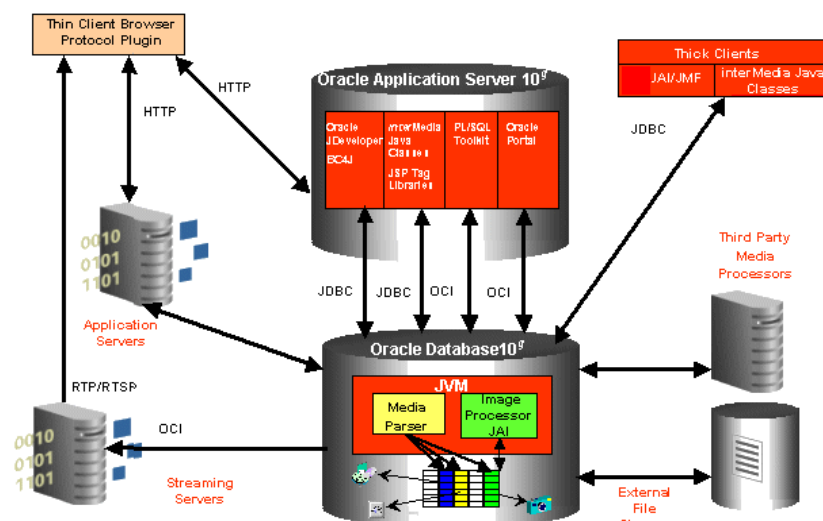 Thin Client Browser
Protocol Plugin
Thick Clients
JAI/JMF
interMedia Java
Classes
Oracle Application Server 10g
HTTP
HTTP
JDBC
Oracle
JDeveloper
BC4J
interMedia
Java
Classes
JSP Tag
Libraries
PL/SQL
Toolkit
Oracle
Portal
0010
0101
1101
Third Party
Media
Processors
JDBC
JDBC
OCI
OCI
Application
Servers
Oracle Database10g
JVM
Media
Parser
Image
Processor
JAI
RTP/RTSP
OCI
0010
0101
1101
Streaming
Servers
External
File